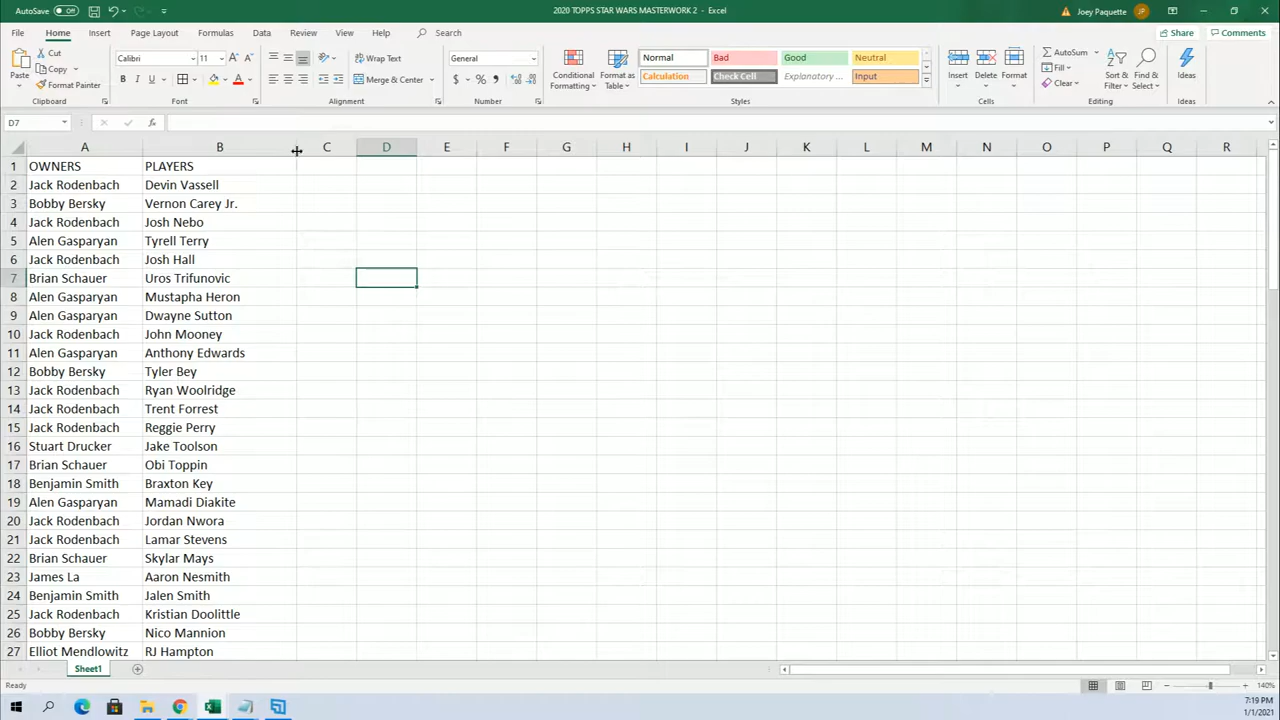 AutoSave Off 2020 TOPPS STAR WARS MASTERWORK 2 - Excel Joey Paquette JP
File Home Insert Page Layout Formulas Data Review View Help Search Share Comments
Cut Calibri 11 A A Wrap Text General Normal Bad Good Neutral AutoSum
Copy Fill
Paste Format Painter B I U Merge & Center $ % Conditional Formatting Format as Table Calculation Check Cell Explanatory ... Input Insert Delete Format Clear Sort & Filter Find & Select Ideas
Clipboard Font Alignment Number Styles Cells Editing Ideas
D7 fx
A B C D E F G H I J K L M N O P Q R
1 OWNERS PLAYERS
2 Jack Rodenbach Devin Vassell
3 Bobby Bersky Vernon Carey Jr.
4 Jack Rodenbach Josh Nebo
5 Alen Gasparyan Tyrell Terry
6 Jack Rodenbach Josh Hall
7 Brian Schauer Uros Trifunovic
8 Alen Gasparyan Mustapha Heron
9 Alen Gasparyan Dwayne Sutton
10 Jack Rodenbach John Mooney
11 Alen Gasparyan Anthony Edwards
12 Bobby Bersky Tyler Bey
13 Jack Rodenbach Ryan Woolridge
14 Jack Rodenbach Trent Forrest
15 Jack Rodenbach Reggie Perry
16 Stuart Drucker Jake Toolson
17 Brian Schauer Obi Toppin
18 Benjamin Smith Braxton Key
19 Alen Gasparyan Mamadi Diakite
20 Jack Rodenbach Jordan Nwora
21 Jack Rodenbach Lamar Stevens
22 Brian Schauer Skylar Mays
23 James La Aaron Nesmith
24 Benjamin Smith Jalen Smith
25 Jack Rodenbach Kristian Doolittle
26 Bobby Bersky Nico Mannion
27 Elliot Mendlowitz RJ Hampton
Sheet1
Ready 140%
7:19 PM
1/1/2021